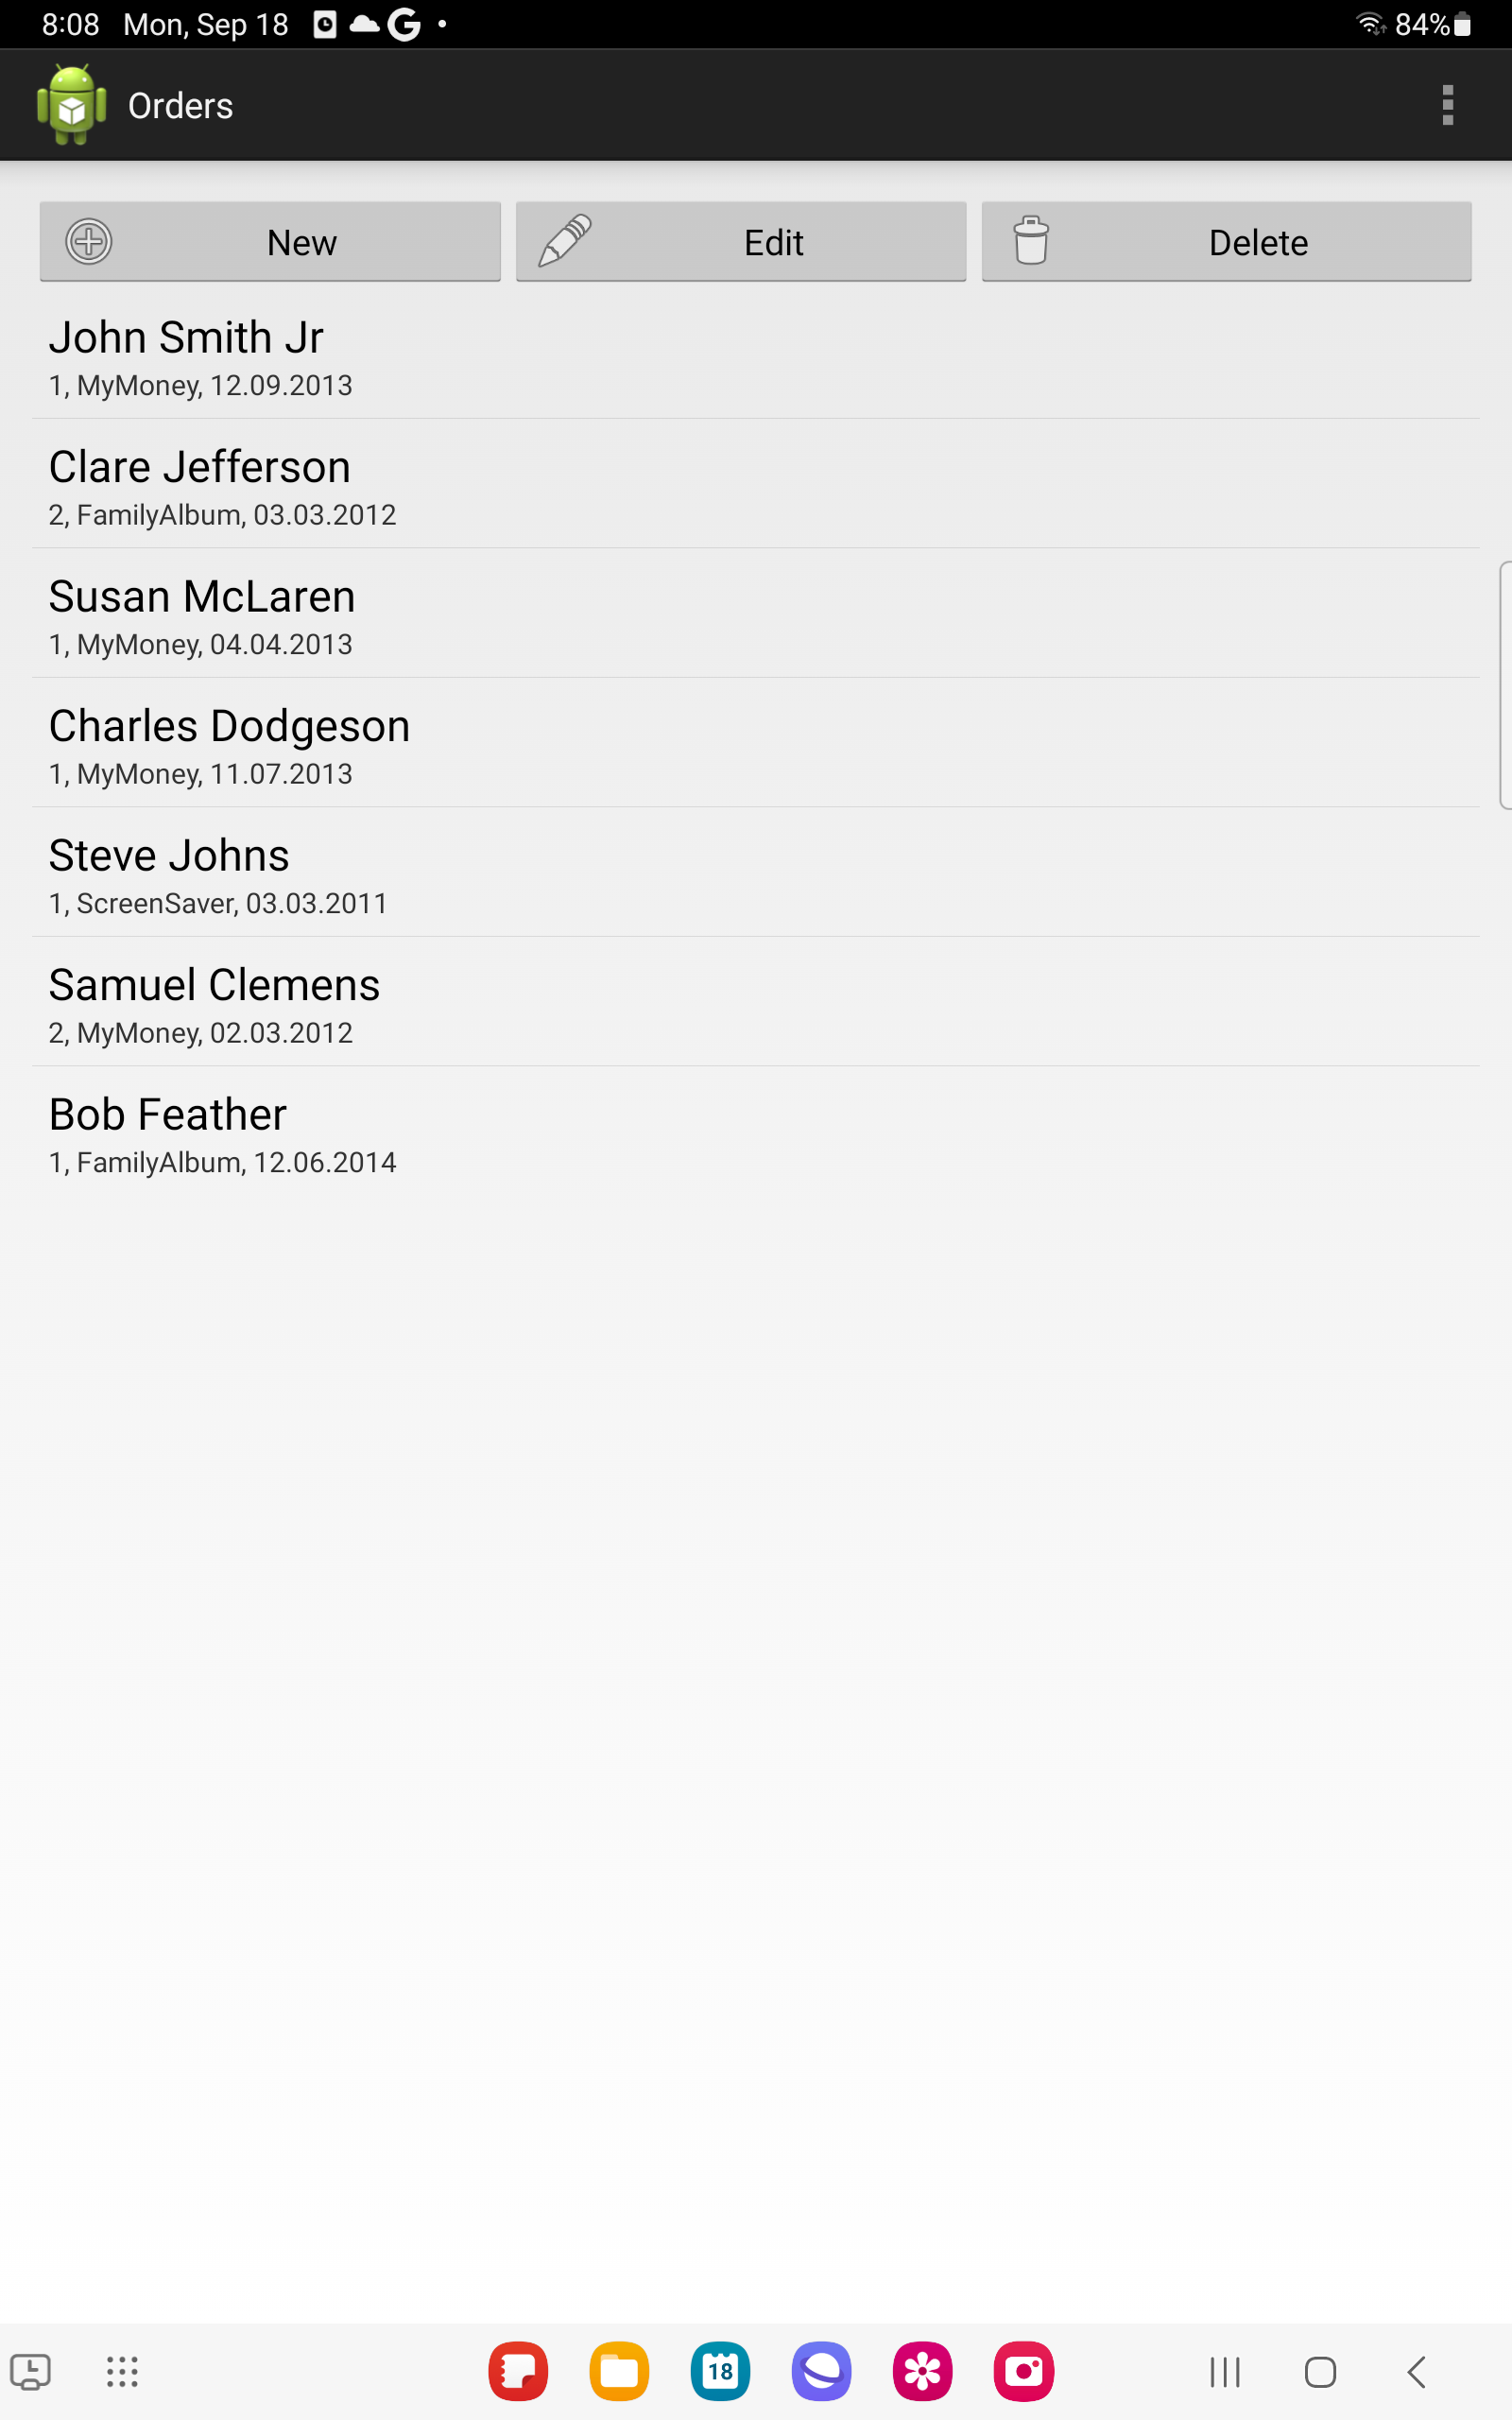 8:08 Mon, Sep 18 84%
Orders
New Edit Delete
John Smith Jr
1, MyMoney, 12.09.2013
Clare Jefferson
2, FamilyAlbum, 03.03.2012
Susan McLaren
1, MyMoney, 04.04.2013
Charles Dodgeson
1, MyMoney, 11.07.2013
Steve Johns
1, ScreenSaver, 03.03.2011
Samuel Clemens
2, MyMoney, 02.03.2012
Bob Feather
1, FamilyAlbum, 12.06.2014
18